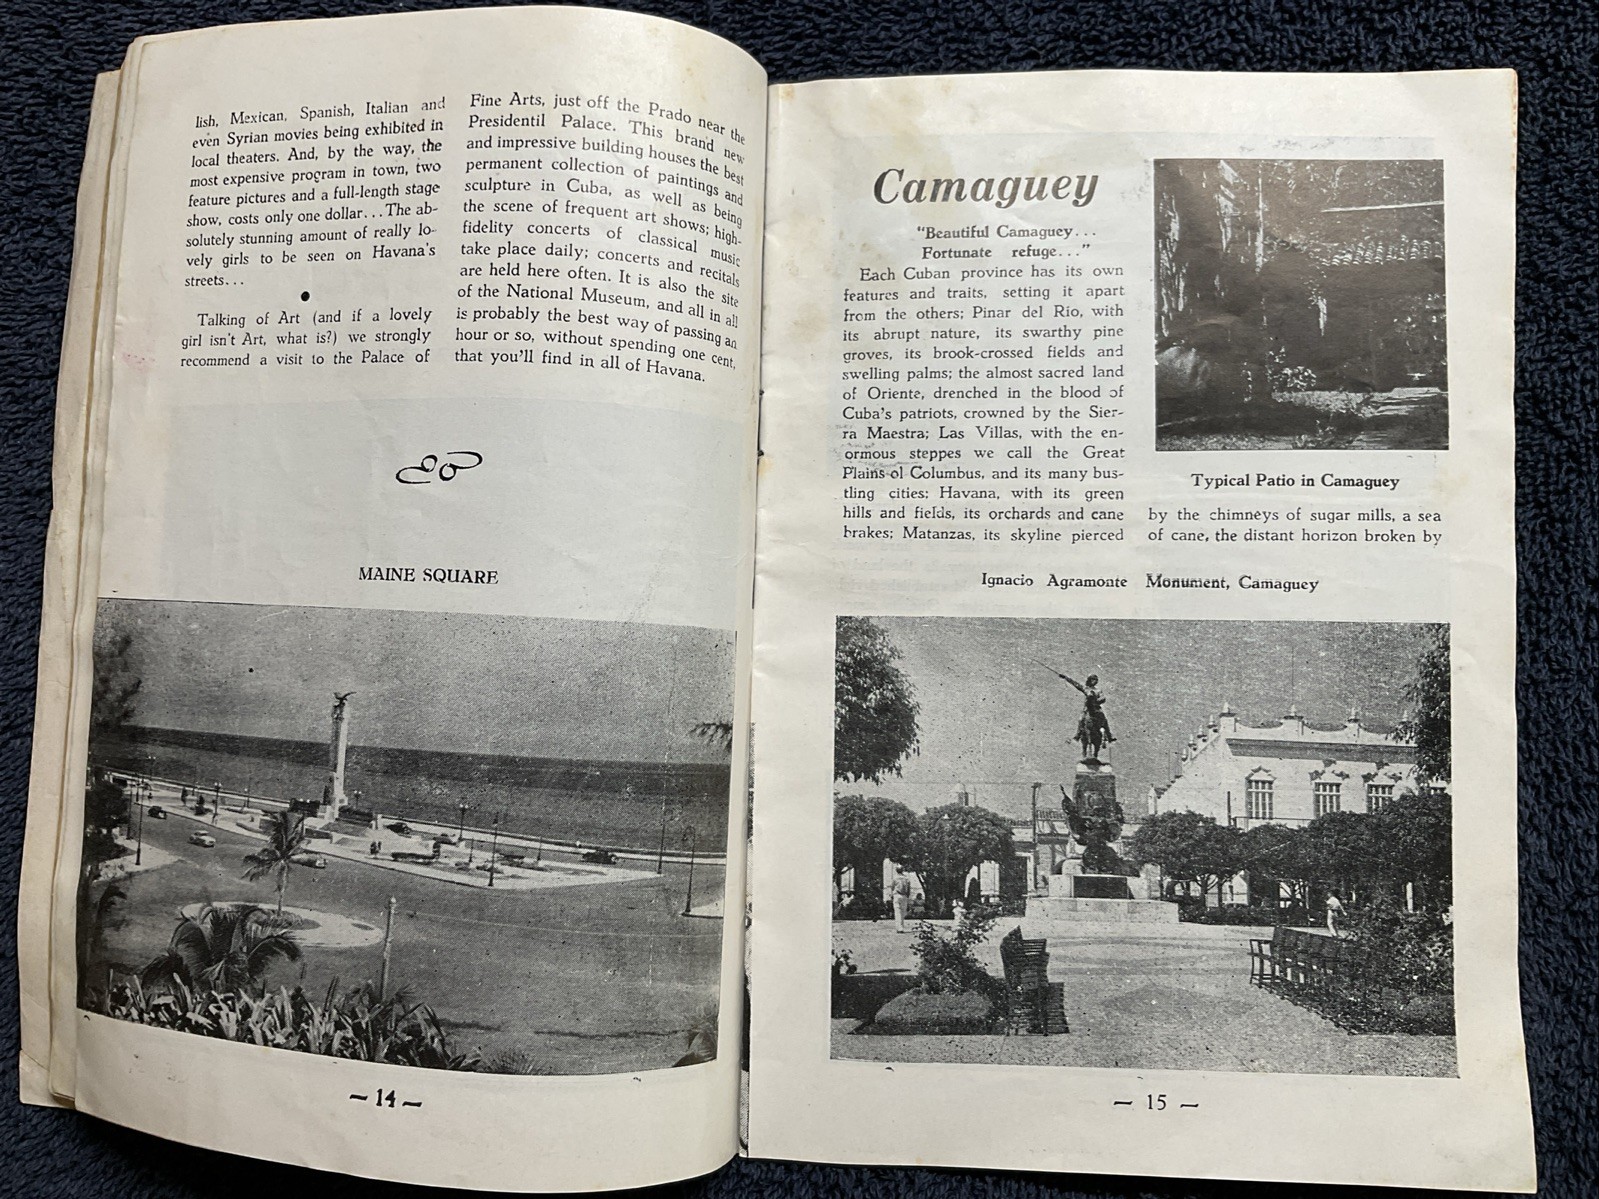 lish, Mexican, Spanish, Italian and
even Syrian movies being exhibited in
local theaters. And, by the way, the
most expensive program in town, two
feature pictures and a full-length stage
show, costs only one dollar...The ab-
solutely stunning amount of really lo-
vely girls to be seen on Havana's
streets...
Talking of Art (and if a lovely
girl isn't Art, what is?) we strongly
recommend a visit to the Palace of
Fine Arts, just off the Prado near the
Presidentil Palace. This brand new
and impressive building houses the best
permanent collection of paintings and
sculpture in Cuba, as well as being
the scene of frequent art shows; high-
fidelity concerts of classical music
take place daily; concerts and recitals
are held here often. It is also the site
of the National Museum, and all in all
is probably the best way of passing an
hour or so, without spending one cent,
that you'll find in all of Havana.
MAINE SQUARE
— 14 —
Camaguey
"Beautiful Camaguey...
Fortunate refuge..."
Each Cuban province has its own
features and traits, setting it apart
from the others; Pinar del Rio, with
its abrupt nature, its swarthy pine
groves, its brook-crossed fields and
swelling palms; the almost sacred land
of Oriente, drenched in the blood of
Cuba's patriots, crowned by the Sier-
ra Maestra; Las Villas, with the en-
ormous steppes we call the Great
Plains of Columbus, and its many bus-
tling cities; Havana, with its green
hills and fields, its orchards and cane
brakes; Matanzas, its skyline pierced
Typical Patio in Camaguey
by the chimneys of sugar mills, a sea
of cane, the distant horizon broken by
Ignacio Agramonte Monument, Camaguey
— 15 —